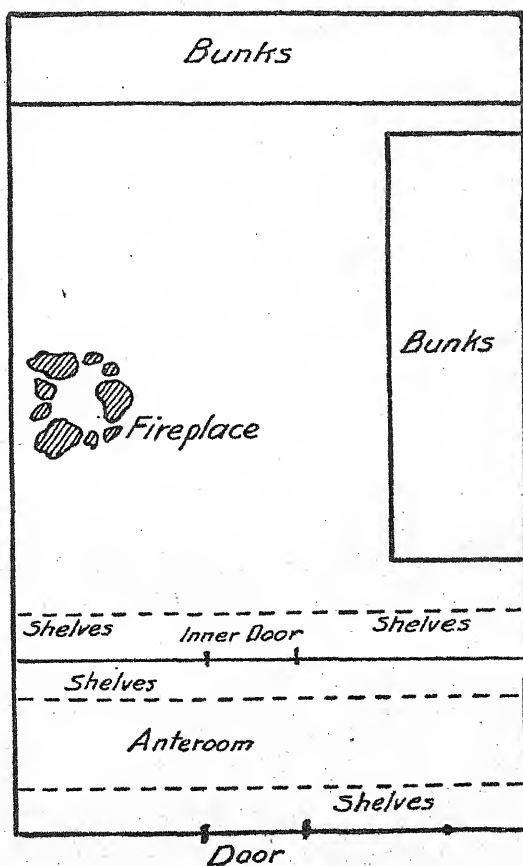 Bunks
Bunks
Fireplace
Shelves Inner Door Shelves
Shelves
Anteroom
Shelves
Door